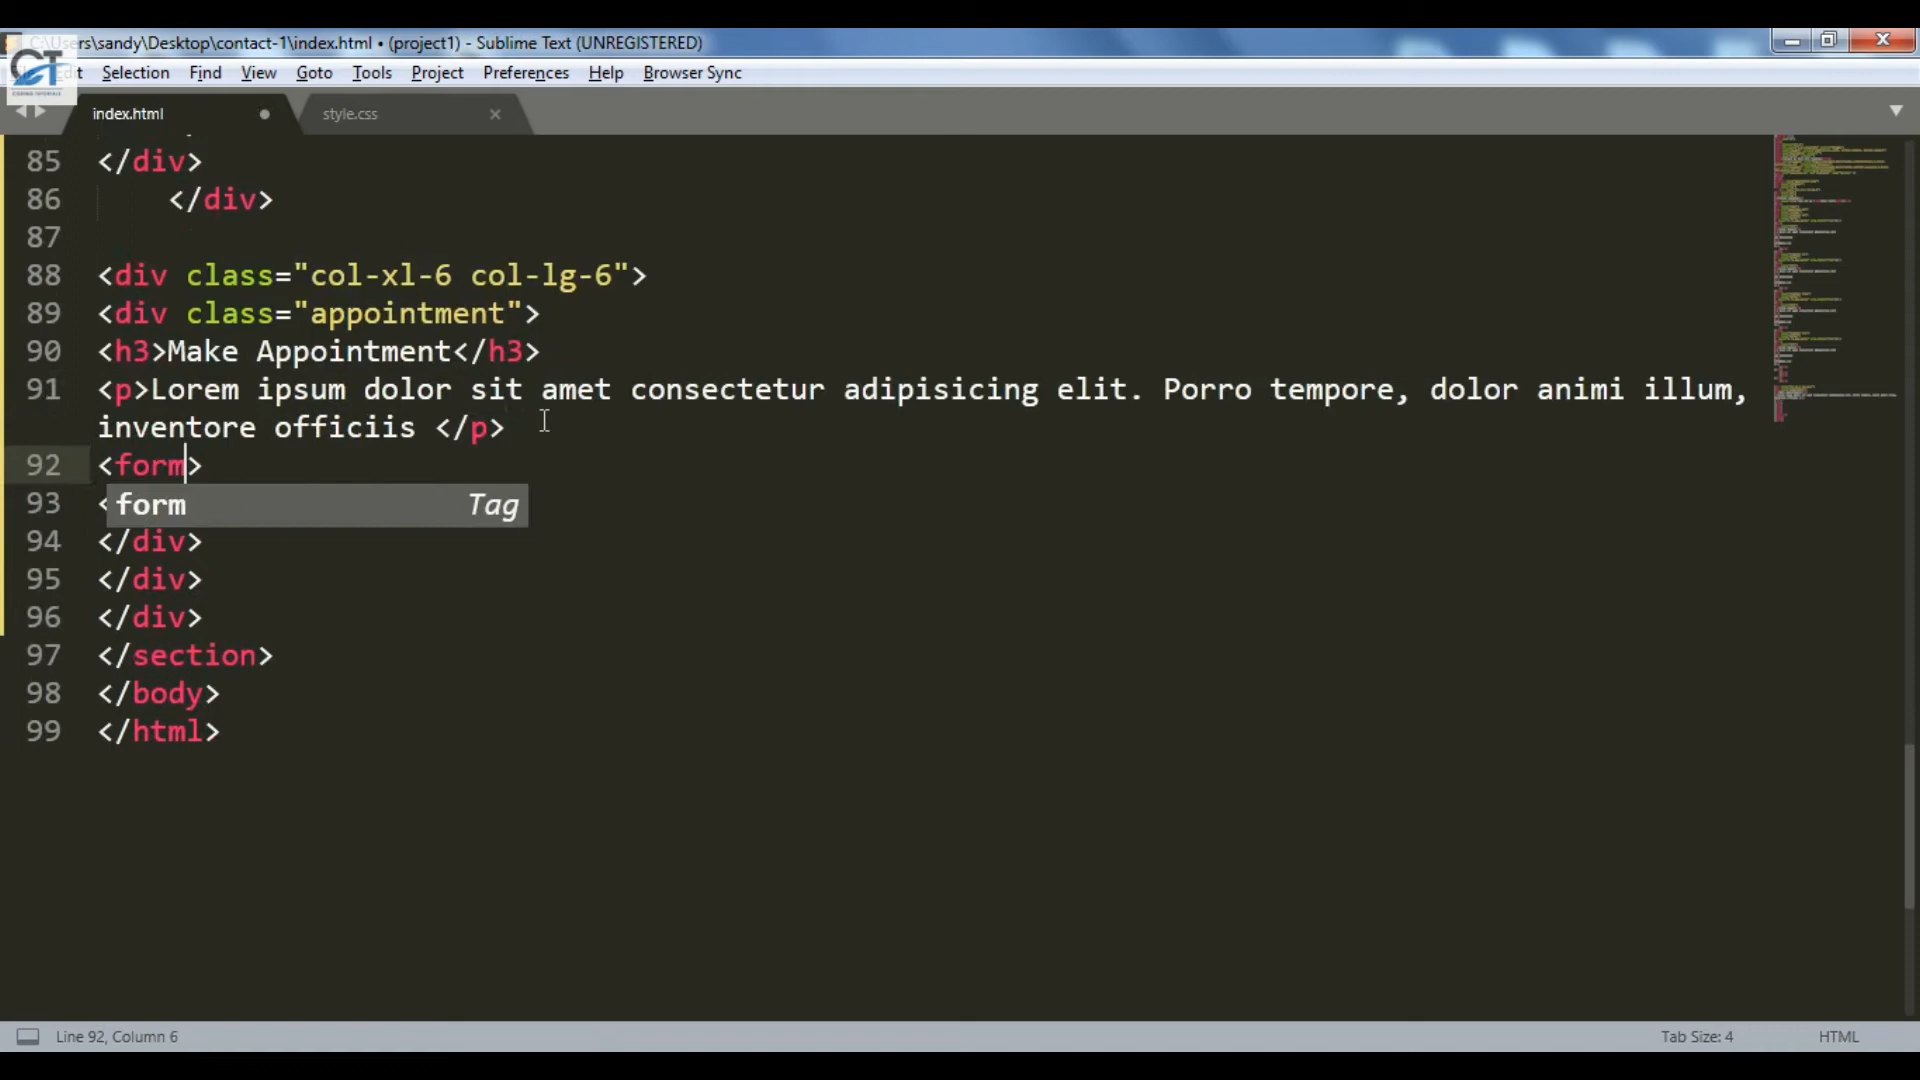 C:\Users\sandy\Desktop\contact-1\index.html • (project1) - Sublime Text (UNREGISTERED)
Selection Find View Goto Tools Project Preferences Help Browser Sync
index.html style.css
85 </div>
86 </div>
87
88 <div class="col-xl-6 col-lg-6">
89 <div class="appointment">
90 <h3>Make Appointment</h3>
91 <p>Lorem ipsum dolor sit amet consectetur adipisicing elit. Porro tempore, dolor animi illum,
inventore officiis </p>
92 <form>
93 <
form Tag
94 </div>
95 </div>
96 </div>
97 </section>
98 </body>
99 </html>
Line 92, Column 6 Tab Size: 4 HTML